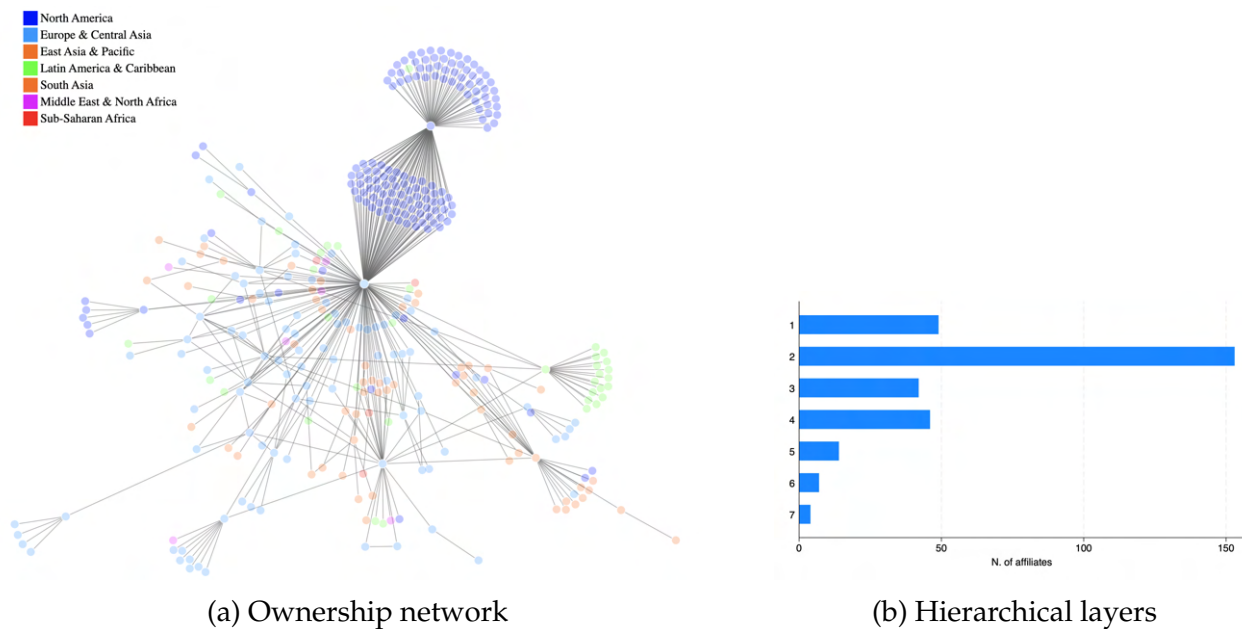 North America
Europe & Central Asia
East Asia & Pacific
Latin America & Caribbean
South Asia
Middle East & North Africa
Sub-Saharan Africa
1
2
3
4
5
6
7
0
50
100
150
N. of affiliates
(a) Ownership network
(b) Hierarchical layers